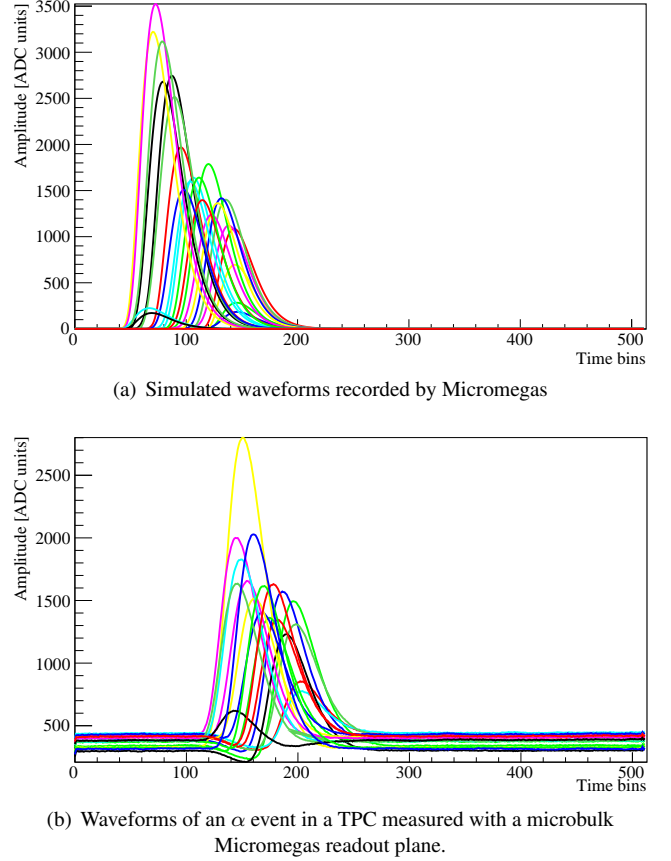 Amplitude [ADC units]
3500
3000
2500
2000
1500
1000
500
0
0 100 200 300 400 500
Time bins
(a) Simulated waveforms recorded by Micromegas
Amplitude [ADC units]
2500
2000
1500
1000
500
0 100 200 300 400 500
Time bins
(b) Waveforms of an α event in a TPC measured with a microbulk
Micromegas readout plane.